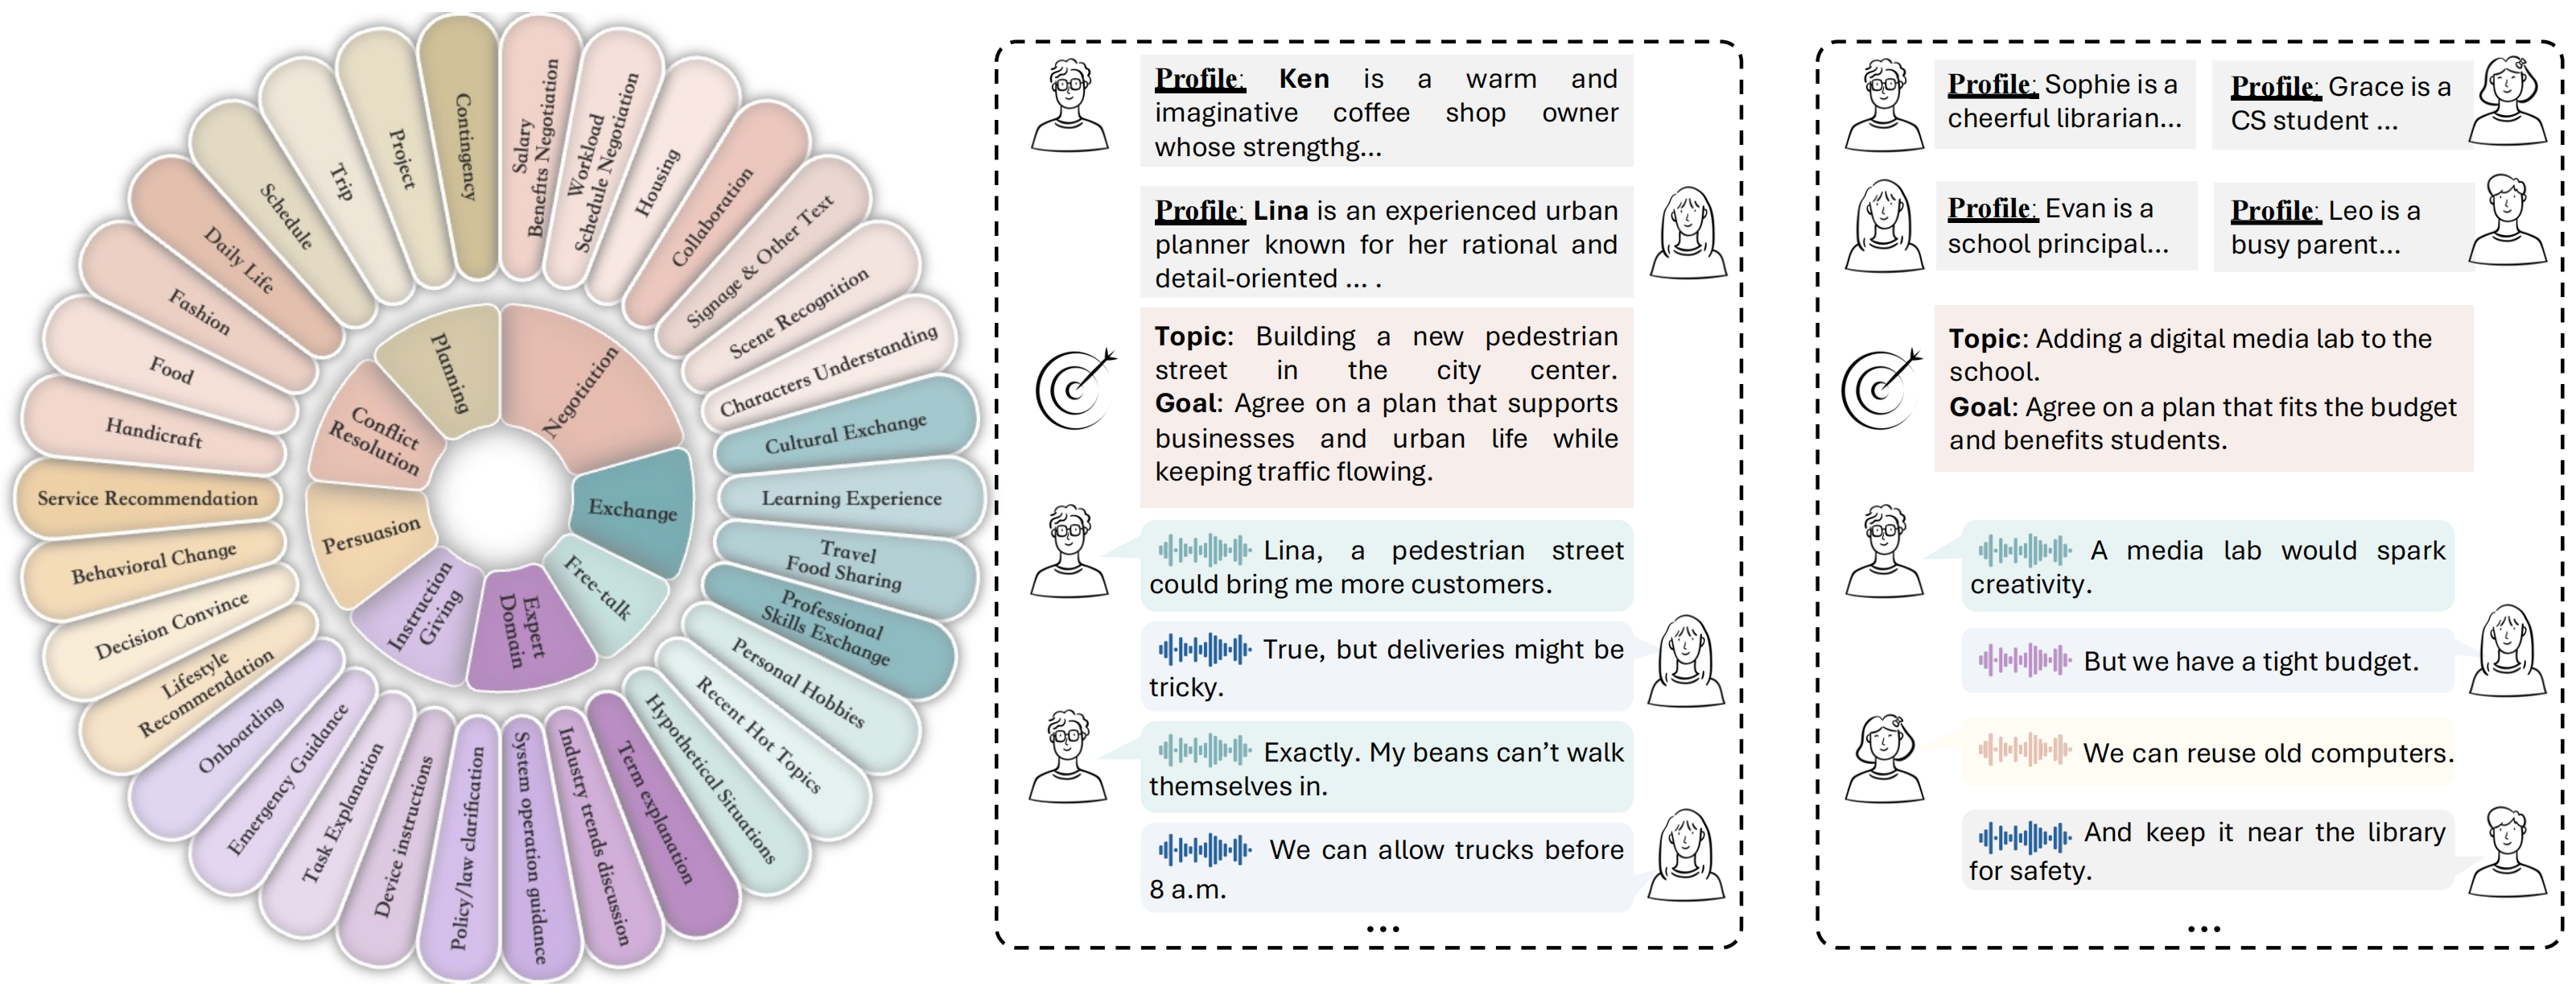 Contingency
Salary
Benefits Negotiation
Workload
Schedule Negotiation
Housing
Collaboration
Signage & Other Text
Scene Recognition
Characters Understanding
Cultural Exchange
Learning Experience
Travel
Food Sharing
Professional
Skills Exchange
Personal Hobbies
Recent Hot Topics
Hypothetical Situations
Term explanation
Industry trends discussion
System operation guidance
Policy/law clarification
Device instructions
Task Explanation
Emergency Guidance
Onboarding
Lifestyle
Recommendation
Decision Convince
Behavioral Change
Service Recommendation
Handicraft
Food
Fashion
Daily Life
Schedule
Trip
Project
Planning
Negotiation
Exchange
Free-talk
Expert
Domain
Instruction
Giving
Persuasion
Conflict
Resolution
Profile: Ken is a warm and
imaginative coffee shop owner
whose strengthg...
Profile: Lina is an experienced urban
planner known for her rational and
detail-oriented ... .
Topic: Building a new pedestrian
street in the city center.
Goal: Agree on a plan that supports
businesses and urban life while
keeping traffic flowing.
Lina, a pedestrian street
could bring me more customers.
True, but deliveries might be
tricky.
Exactly. My beans can't walk
themselves in.
We can allow trucks before
8 a.m.
...
Profile: Sophie is a
cheerful librarian...
Profile: Grace is a
CS student ...
Profile: Evan is a
school principal...
Profile: Leo is a
busy parent...
Topic: Adding a digital media lab to the
school.
Goal: Agree on a plan that fits the budget
and benefits students.
A media lab would spark
creativity.
But we have a tight budget.
We can reuse old computers.
And keep it near the library
for safety.
...